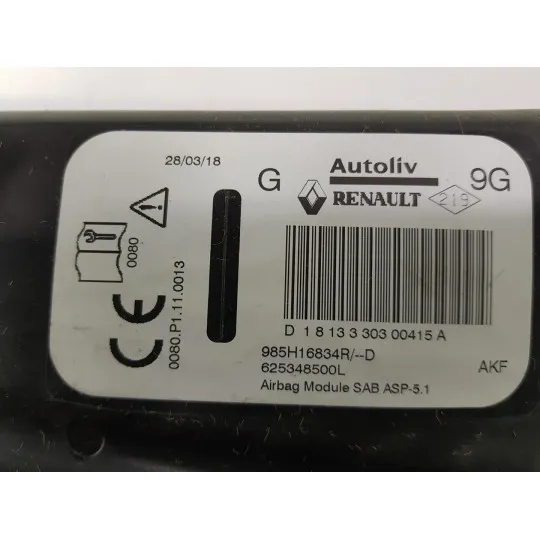 28/03/18
G
Autoliv
9G
RENAULT
219
0080
0080.P1.11.0013
CE
D 1 8 13 3 303 00415 A
985H16834R/--D
625348500L
AKF
Airbag Module SAB ASP-5.1